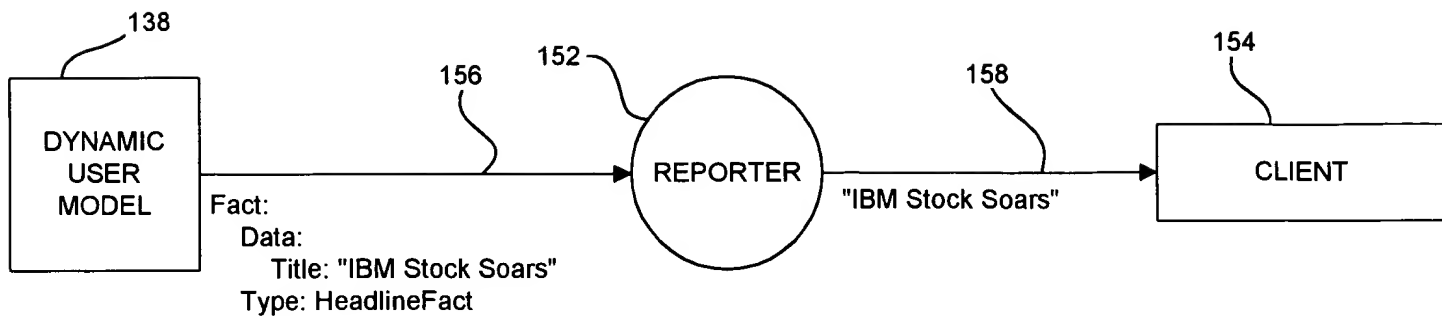 138
156
152
158
154
DYNAMIC
USER
MODEL
REPORTER
CLIENT
Fact:
Data:
Title: "IBM Stock Soars"
Type: HeadlineFact
"IBM Stock Soars"